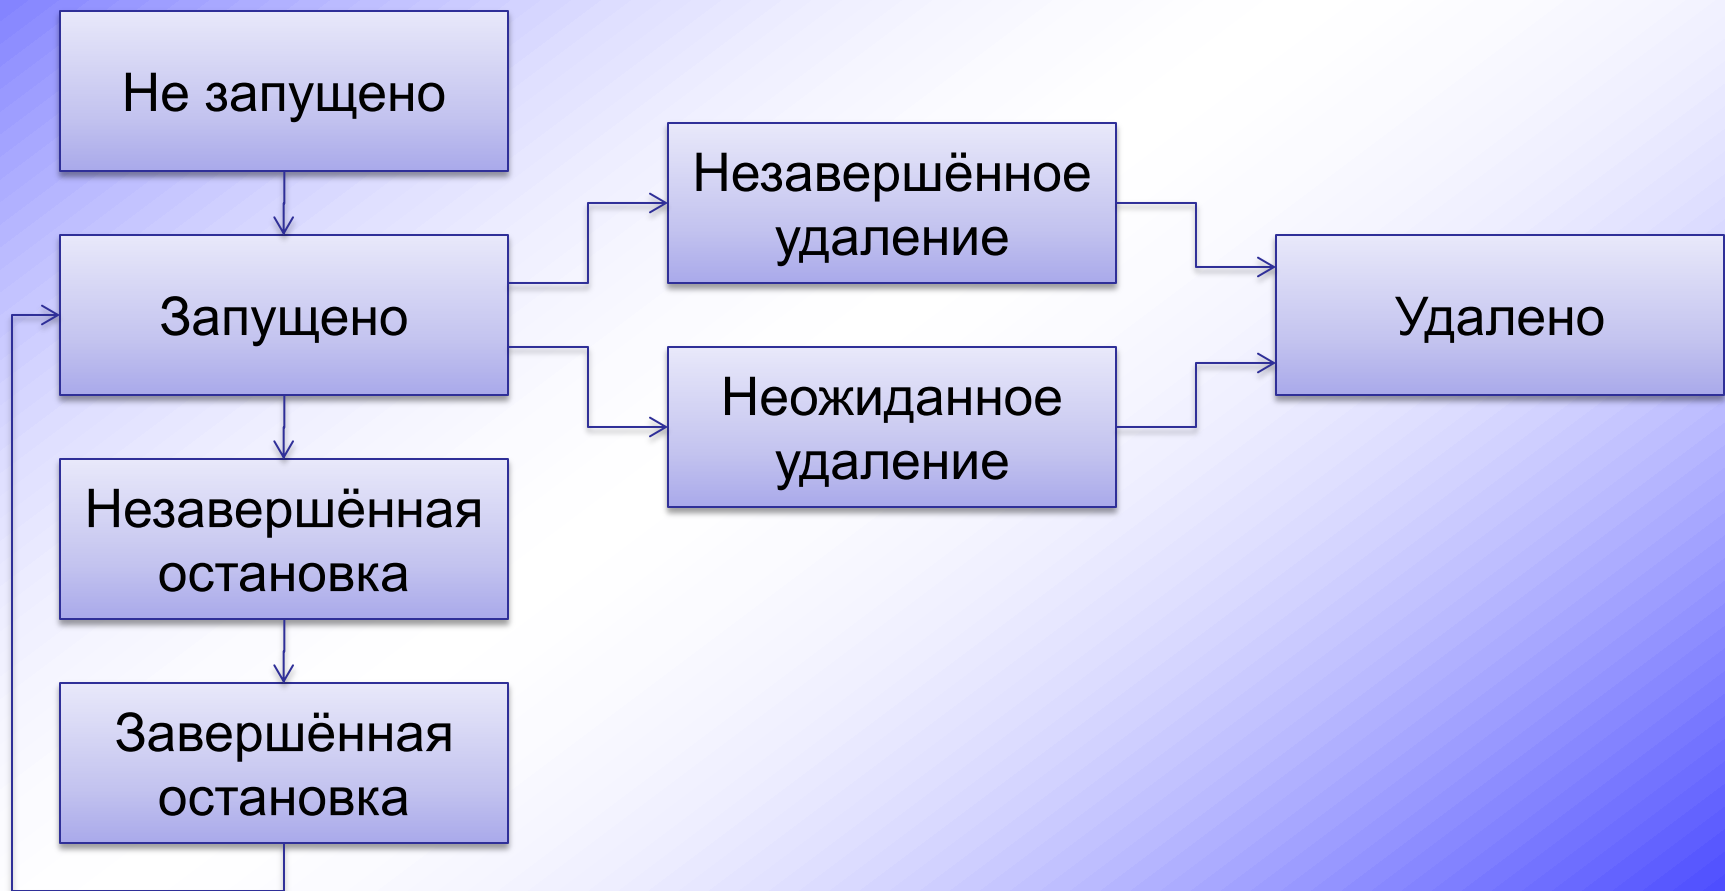 Не запущено
Незавершённое
удаление
Запущено
Удалено
Неожиданное
удаление
Незавершённая
остановка
Завершённая
остановка